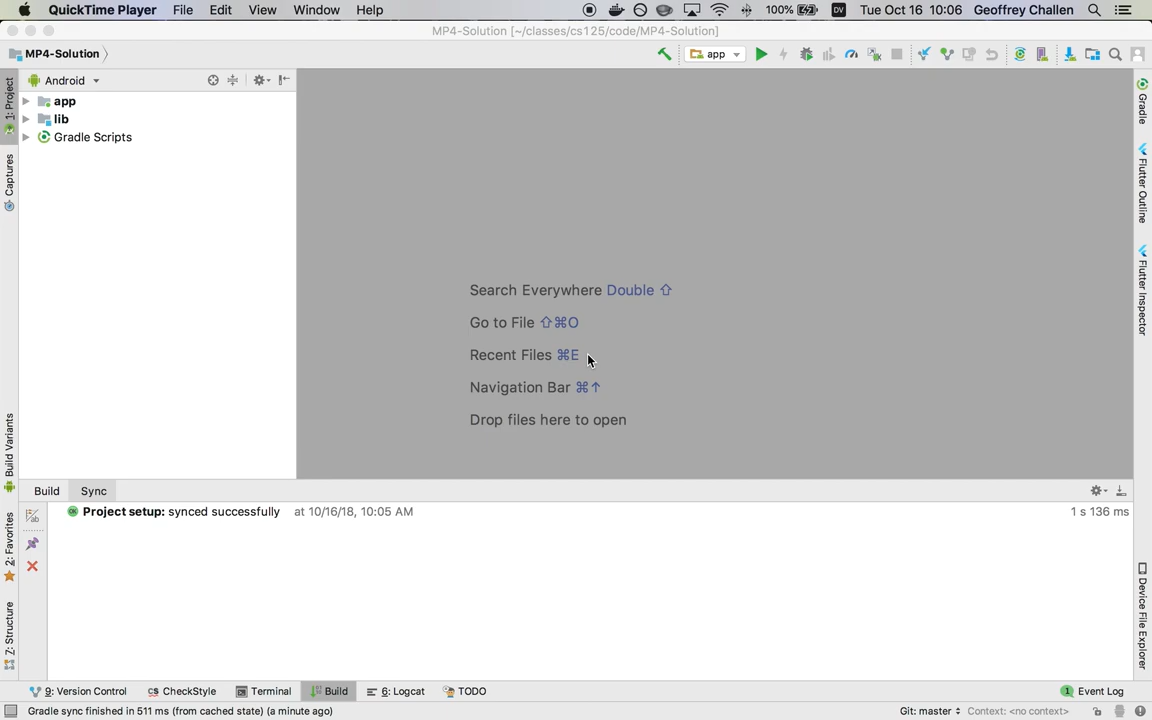 QuickTime Player File Edit View Window Help 100% DV Tue Oct 16 10:06 Geoffrey Challen
MP4-Solution [~/classes/cs125/code/MP4-Solution]
MP4-Solution app
1: Project
Captures
Build Variants
2: Favorites
7: Structure
Android
app
lib
Gradle Scripts
Search Everywhere Double ⇧
Go to File ⇧⌘O
Recent Files ⌘E
Navigation Bar ⌘↑
Drop files here to open
Gradle
Flutter Outline
Flutter Inspector
Device File Explorer
Build Sync
Project setup: synced successfully at 10/16/18, 10:05 AM 1 s 136 ms
9: Version Control CS CheckStyle Terminal Build 6: Logcat TODO 1 Event Log
Gradle sync finished in 511 ms (from cached state) (a minute ago) Git: master Context: <no context>